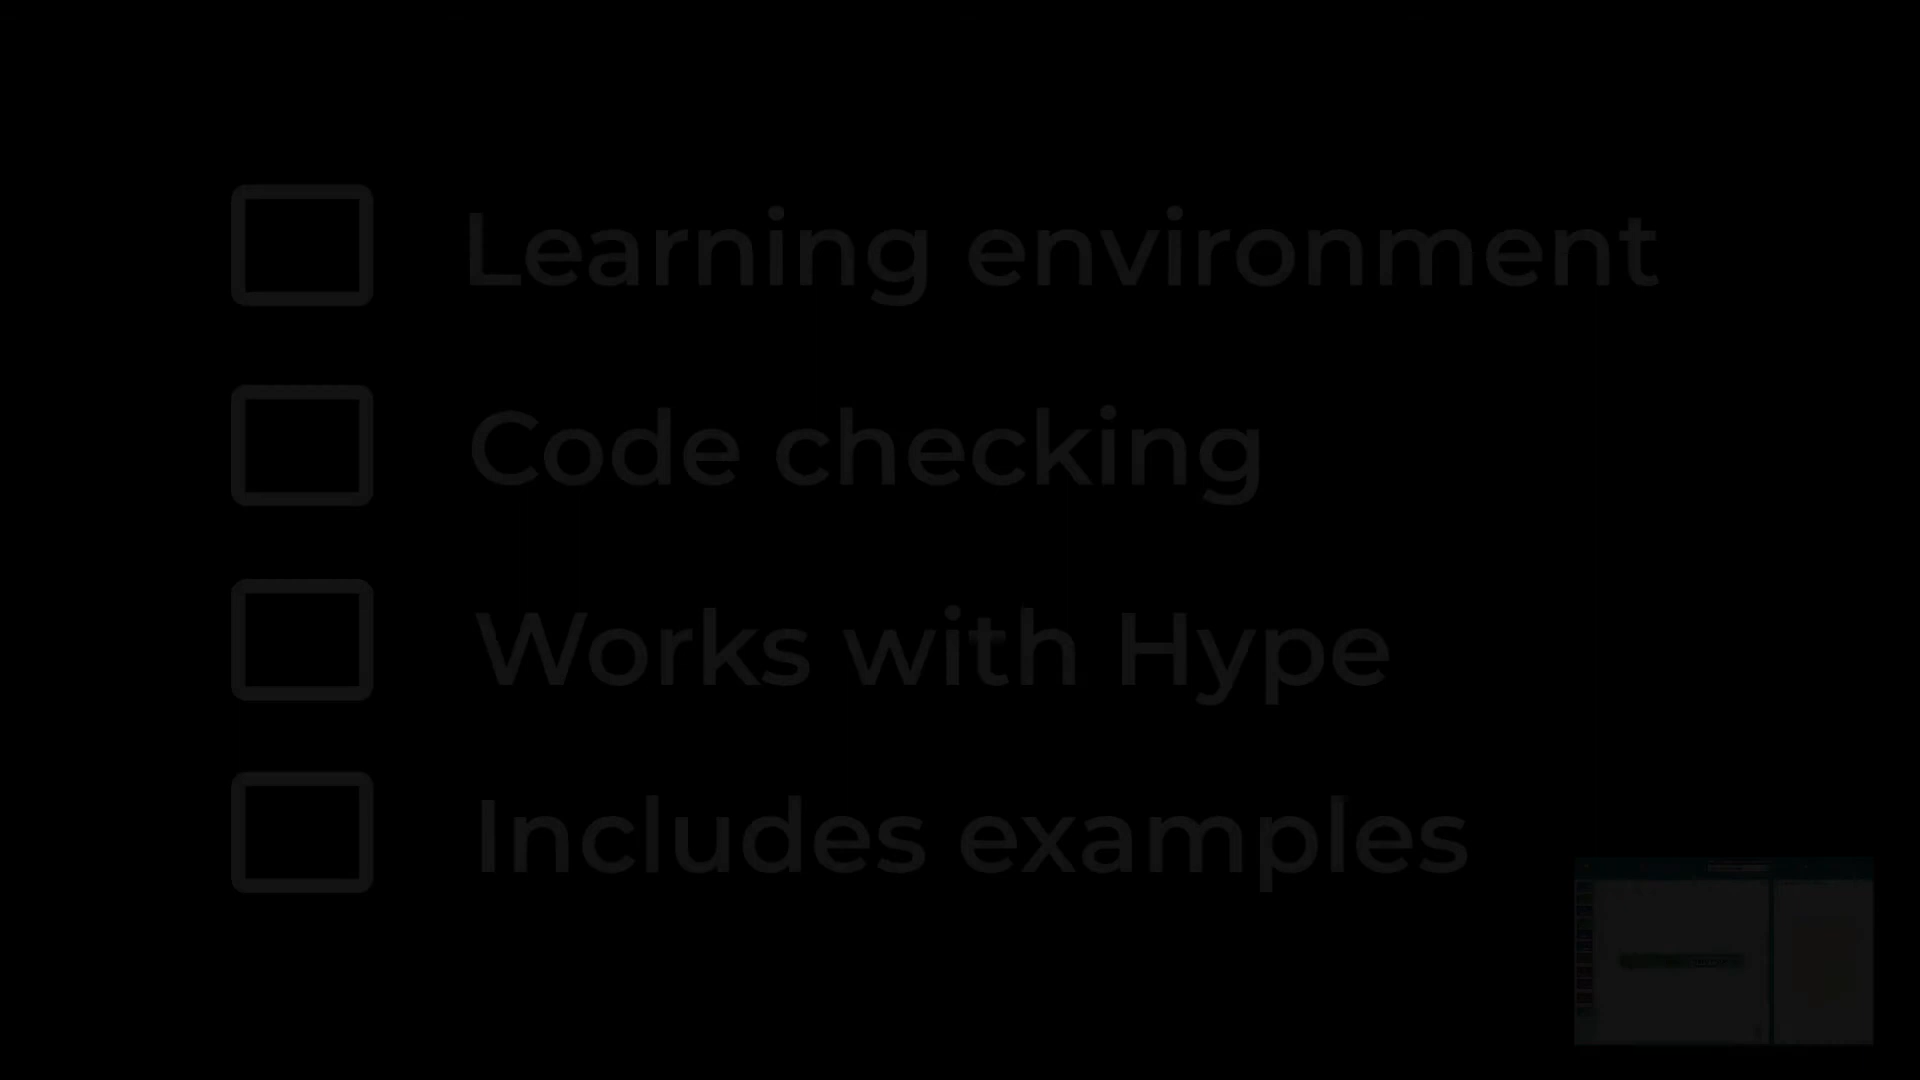 Learning environment
Code checking
Works with Hype
Includes examples